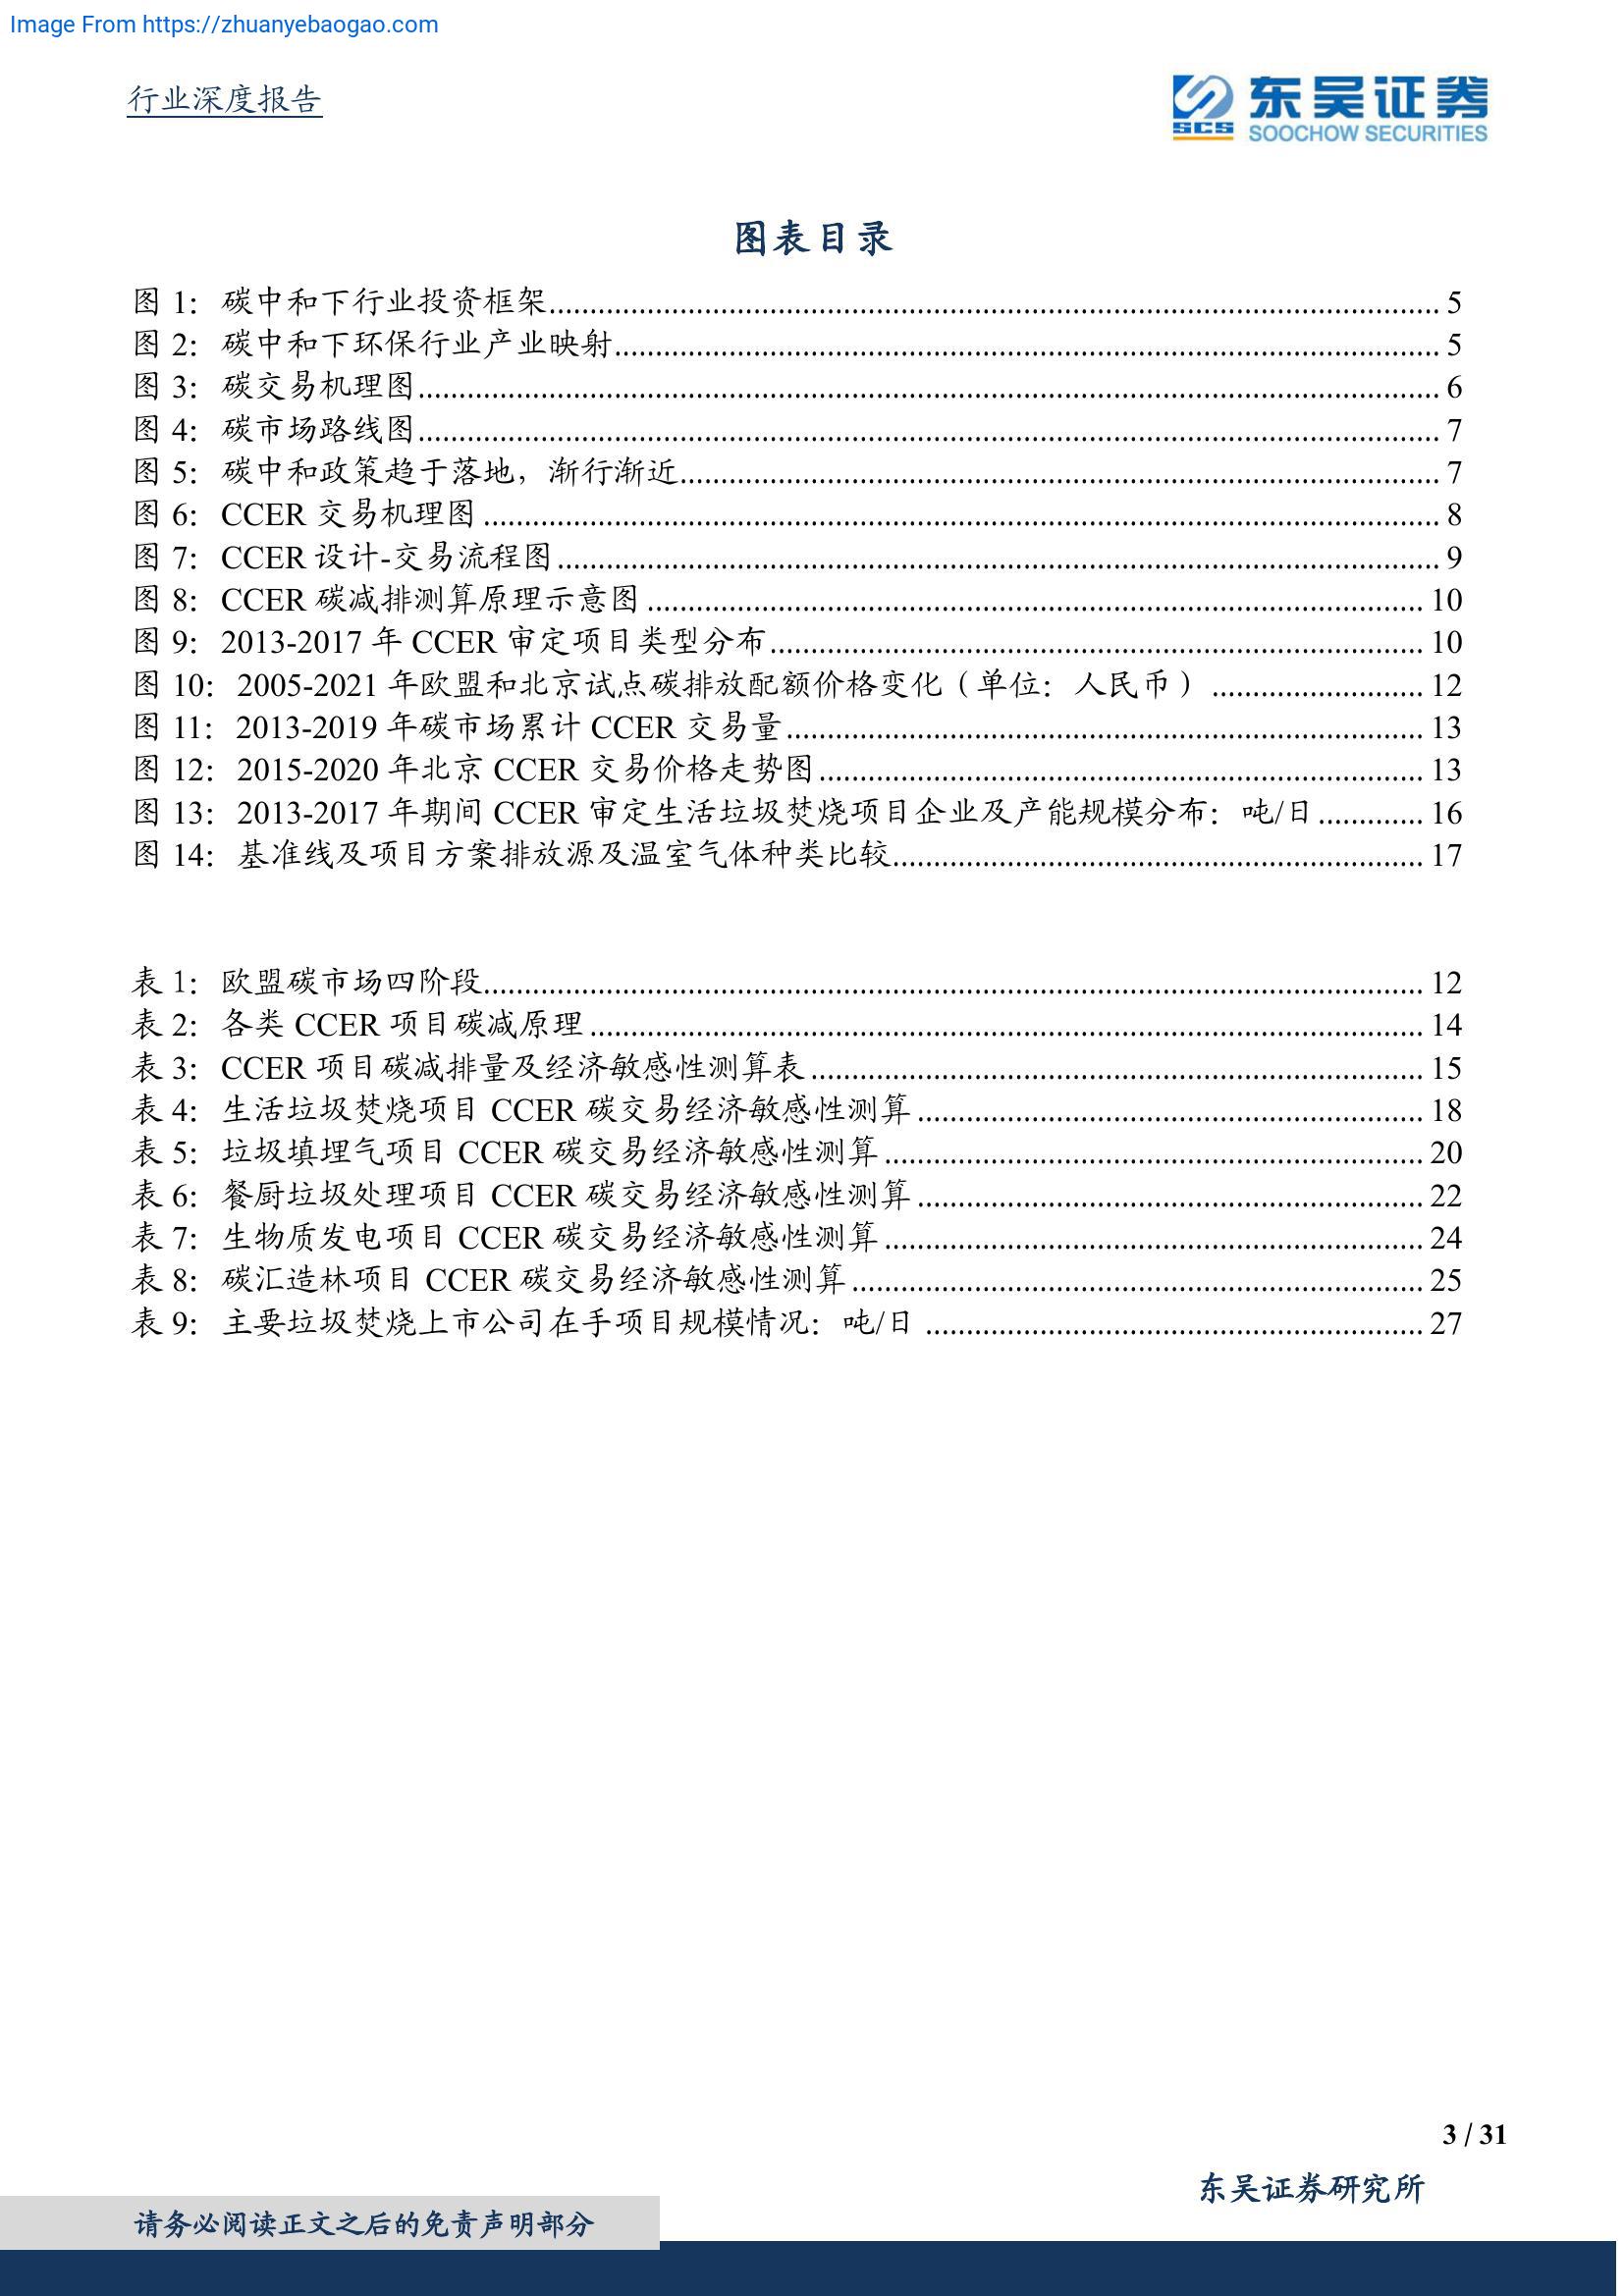 Image From https://zhuanyebaogao.com
行业深度报告
SCS
东吴证券
SOOCHOW SECURITIES
图表目录
图 1：碳中和下行业投资框架 5
图 2：碳中和下环保行业产业映射 5
图 3：碳交易机理图 6
图 4：碳市场路线图 7
图 5：碳中和政策趋于落地，渐行渐近 7
图 6：CCER 交易机理图 8
图 7：CCER 设计-交易流程图 9
图 8：CCER 碳减排测算原理示意图 10
图 9：2013-2017 年 CCER 审定项目类型分布 10
图 10：2005-2021 年欧盟和北京试点碳排放配额价格变化（单位：人民币） 12
图 11：2013-2019 年碳市场累计 CCER 交易量 13
图 12：2015-2020 年北京 CCER 交易价格走势图 13
图 13：2013-2017 年期间 CCER 审定生活垃圾焚烧项目企业及产能规模分布：吨/日 16
图 14：基准线及项目方案排放源及温室气体种类比较 17
表 1：欧盟碳市场四阶段 12
表 2：各类 CCER 项目碳减原理 14
表 3：CCER 项目碳减排量及经济敏感性测算表 15
表 4：生活垃圾焚烧项目 CCER 碳交易经济敏感性测算 18
表 5：垃圾填埋气项目 CCER 碳交易经济敏感性测算 20
表 6：餐厨垃圾处理项目 CCER 碳交易经济敏感性测算 22
表 7：生物质发电项目 CCER 碳交易经济敏感性测算 24
表 8：碳汇造林项目 CCER 碳交易经济敏感性测算 25
表 9：主要垃圾焚烧上市公司在手项目规模情况：吨/日 27
3 / 31
东吴证券研究所
请务必阅读正文之后的免责声明部分